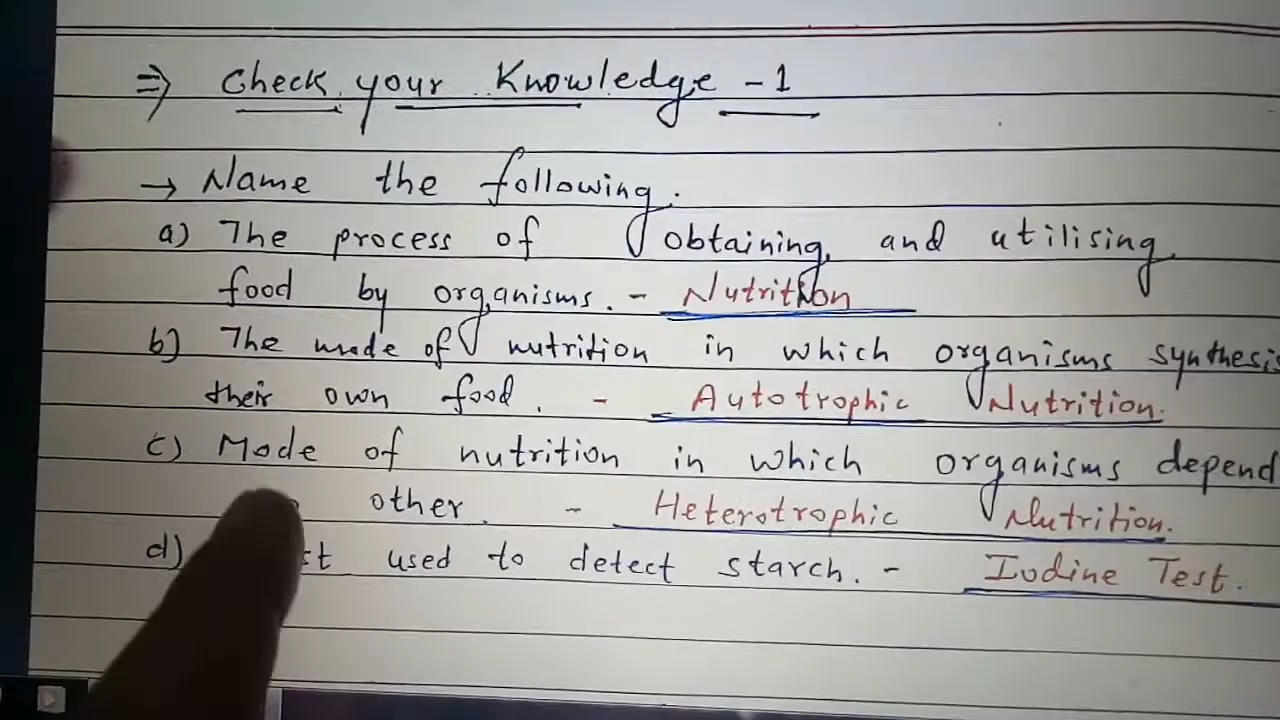 ⇒ Check your Knowledge - 1
→ Name the following.
a) The process of obtaining and utilising
food by organisms. - Nutrition
b) The mode of nutrition in which organisms synthesis
their own food. - Autotrophic Nutrition.
c) Mode of nutrition in which organisms depend
other. - Heterotrophic Nutrition.
d) used to detect starch. - Iodine Test.